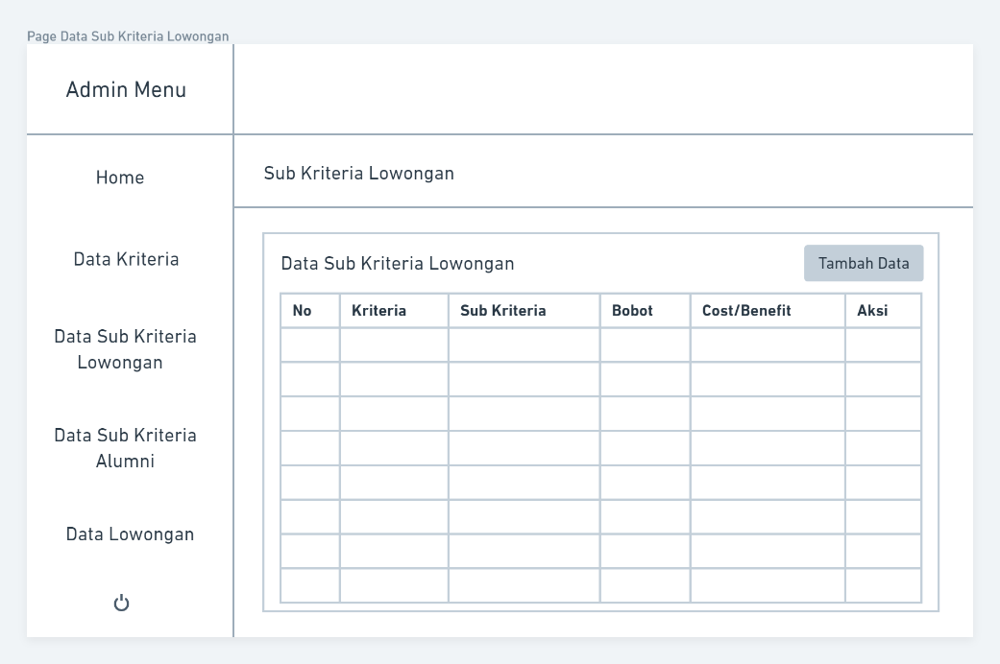 Page Data Sub Kriteria Lowongan
Admin Menu
Home
Data Kriteria
Data Sub Kriteria
Lowongan
Data Sub Kriteria
Alumni
Data Lowongan
Sub Kriteria Lowongan
Data Sub Kriteria Lowongan
Tambah Data
No Kriteria Sub Kriteria Bobot Cost/Benefit Aksi